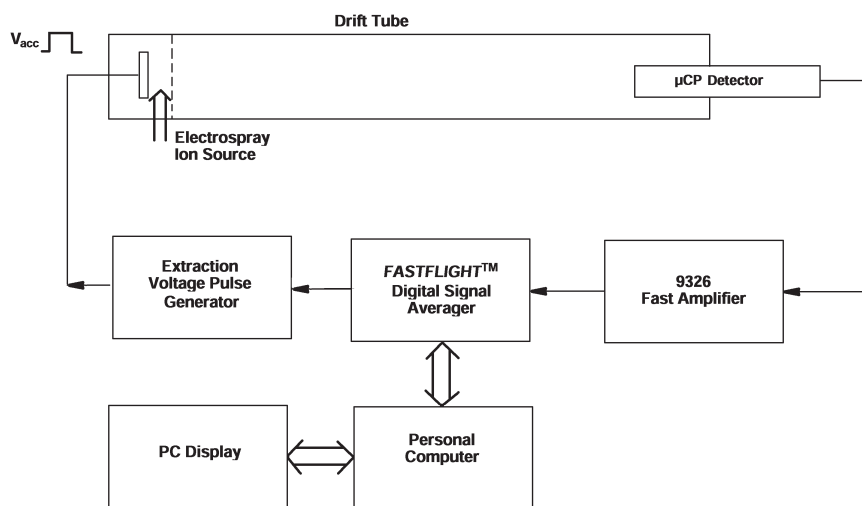 Drift Tube
Vacc
μCP Detector
Electrospray
Ion Source
Extraction
Voltage Pulse
Generator
FASTFLIGHT™
Digital Signal
Averager
9326
Fast Amplifier
PC Display
Personal
Computer